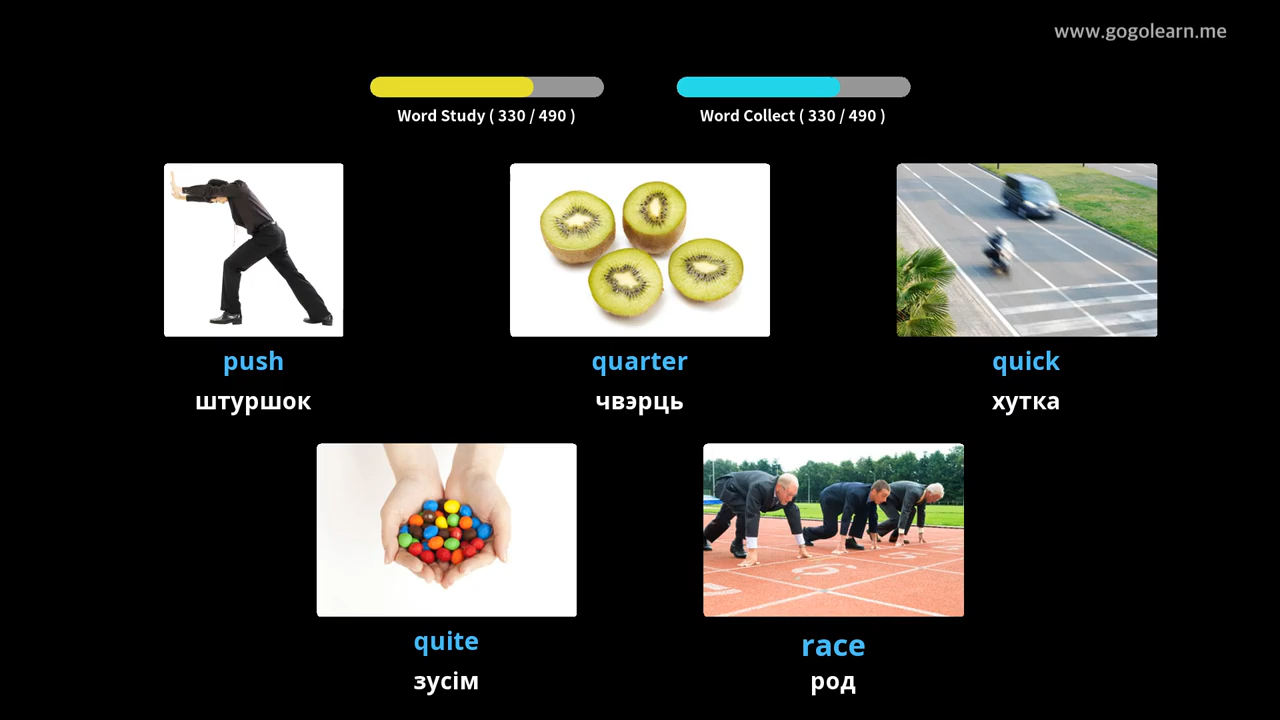 www.gogolearn.me
Word Study ( 330 / 490 )
Word Collect ( 330 / 490 )
push
штуршок
quarter
чвэрць
quick
хутка
quite
зусім
race
род